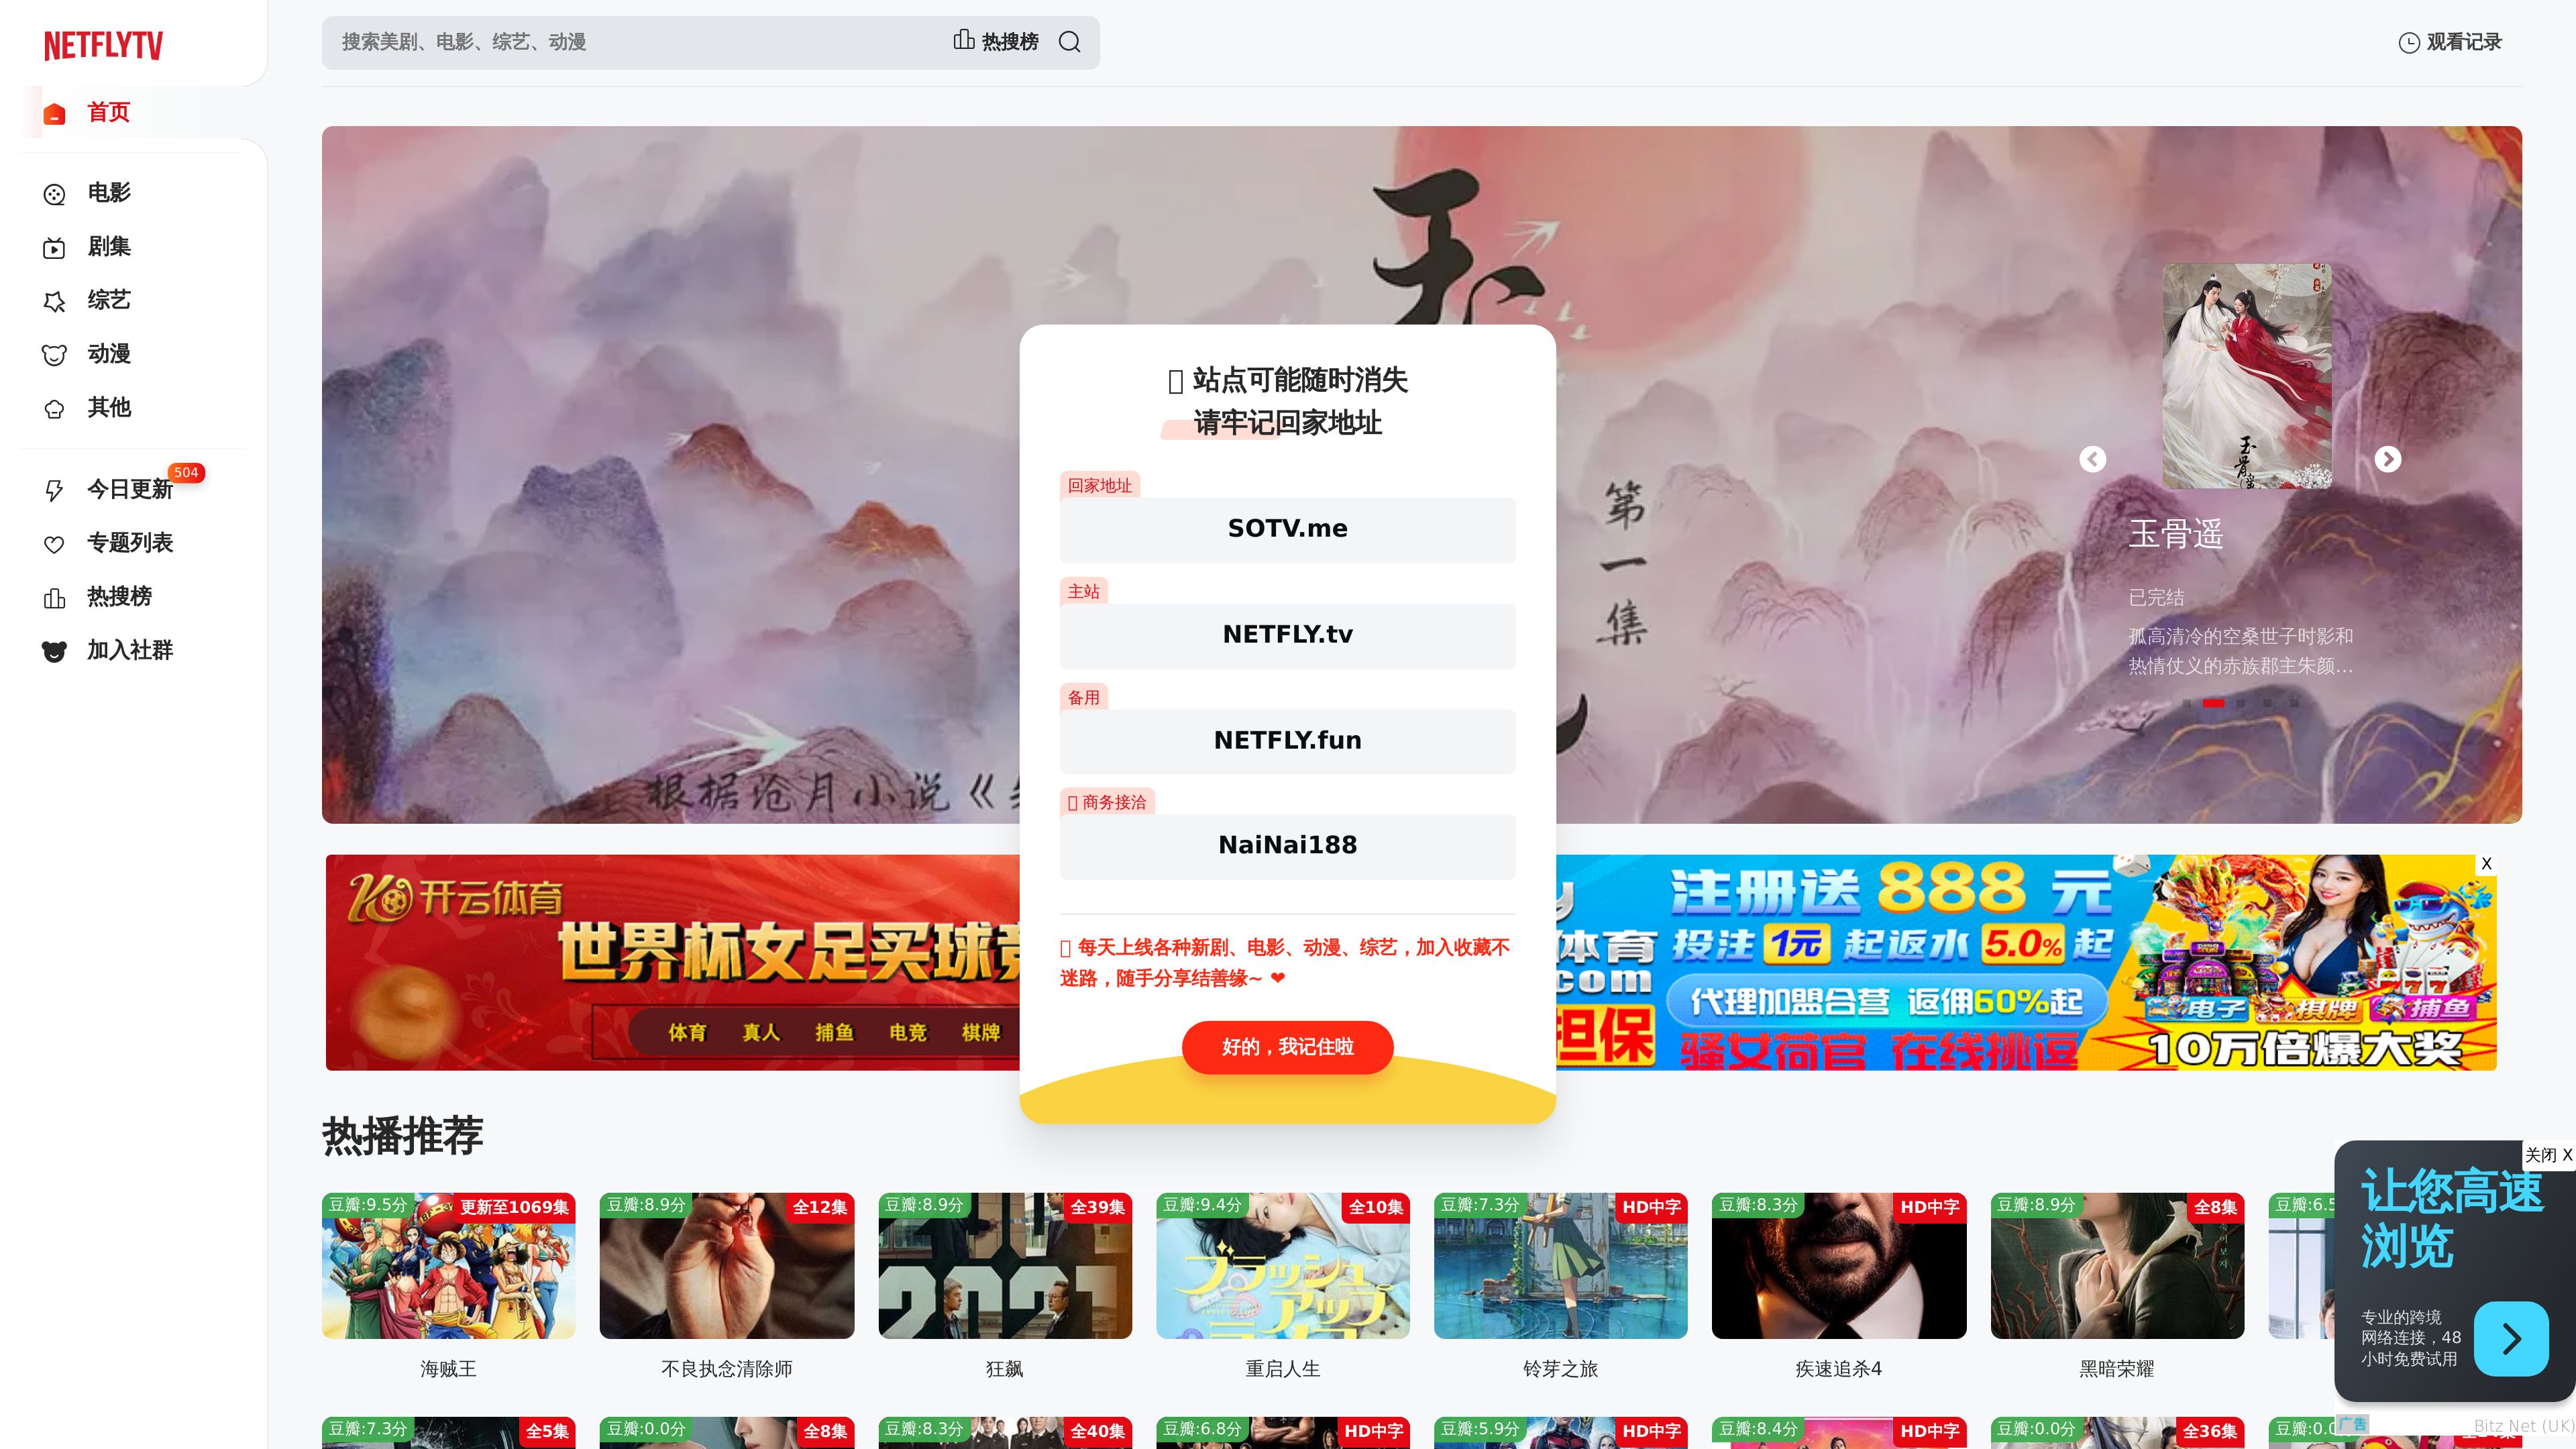 NETFLYTV
搜索美剧、电影、综艺、动漫
热搜榜
观看记录
首页
电影
剧集
综艺
动漫
其他
504
今日更新
专题列表
热搜榜
加入社群
玉
第一集
根据沧月小说《
玉骨遥
玉骨遥
已完结
孤高清冷的空桑世子时影和
热情仗义的赤族郡主朱颜…
站点可能随时消失
请牢记回家地址
回家地址
SOTV.me
主站
NETFLY.tv
备用
NETFLY.fun
商务接洽
NaiNai188
每天上线各种新剧、电影、动漫、综艺，加入收藏不
迷路，随手分享结善缘~ ❤
好的，我记住啦
开云体育
世界杯女足买球竞
体育 真人 捕鱼 电竞 棋牌
X
y
体育
com
担保
注册送 888 元
投注 1元 起返水 5.0% 起
代理加盟合营 返佣60%起
骚女荷官 在线挑逗
777
电子 棋牌 捕鱼
10万倍爆大奖
热播推荐
豆瓣:9.5分 更新至1069集
豆瓣:8.9分 全12集
豆瓣:8.9分 全39集
2021
豆瓣:9.4分 全10集
ブラッシュ
アップ
ライフ
豆瓣:7.3分 HD中字
豆瓣:8.3分 HD中字
豆瓣:8.9分 全8集
豆瓣:6.5
海贼王
不良执念清除师
狂飙
重启人生
铃芽之旅
疾速追杀4
黑暗荣耀
关闭 X
让您高速
浏览
专业的跨境
网络连接，48
小时免费试用
广告
Bitz Net (UK)
豆瓣:7.3分 全5集
豆瓣:0.0分 全8集
豆瓣:8.3分 全40集
豆瓣:6.8分 HD中字
豆瓣:5.9分 HD中字
豆瓣:8.4分 HD中字
豆瓣:0.0分 全36集
豆瓣:0.0